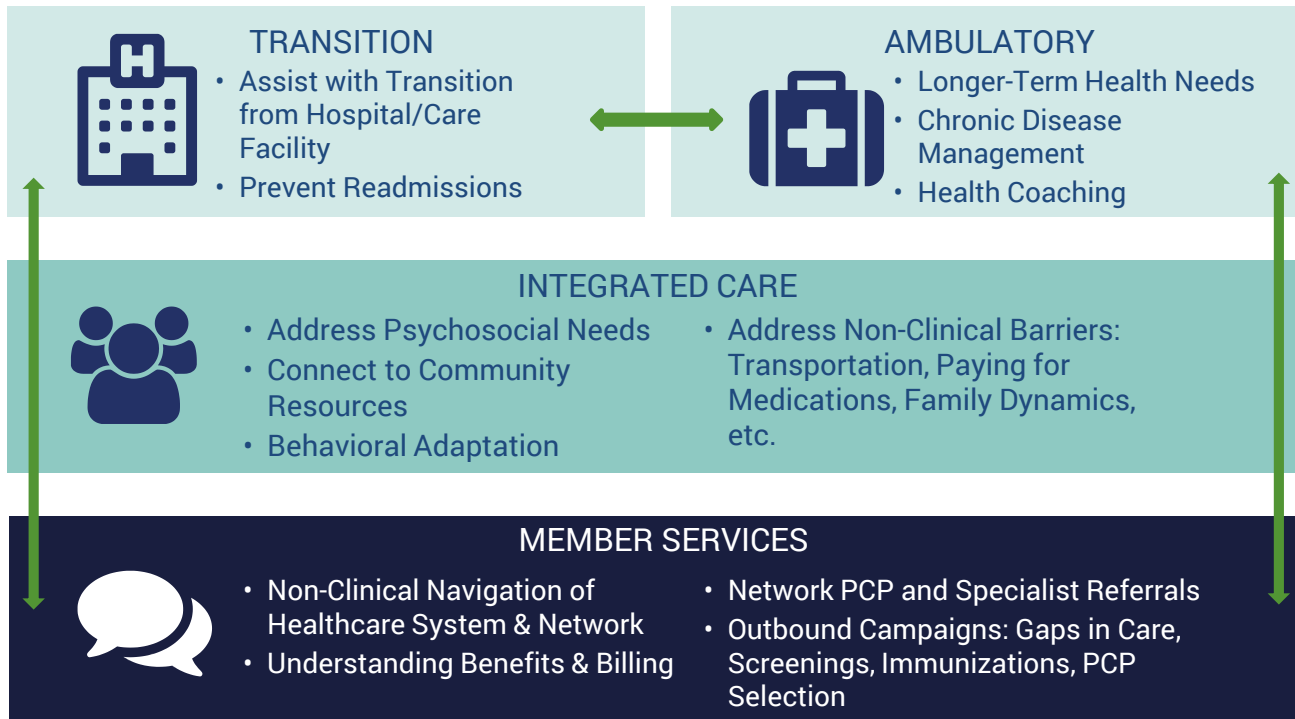 TRANSITION
• Assist with Transition
from Hospital/Care
Facility
• Prevent Readmissions
AMBULATORY
• Longer-Term Health Needs
• Chronic Disease
Management
• Health Coaching
INTEGRATED CARE
• Address Psychosocial Needs
• Connect to Community
Resources
• Behavioral Adaptation
• Address Non-Clinical Barriers:
Transportation, Paying for
Medications, Family Dynamics,
etc.
MEMBER SERVICES
• Non-Clinical Navigation of
Healthcare System & Network
• Understanding Benefits & Billing
• Network PCP and Specialist Referrals
• Outbound Campaigns: Gaps in Care,
Screenings, Immunizations, PCP
Selection